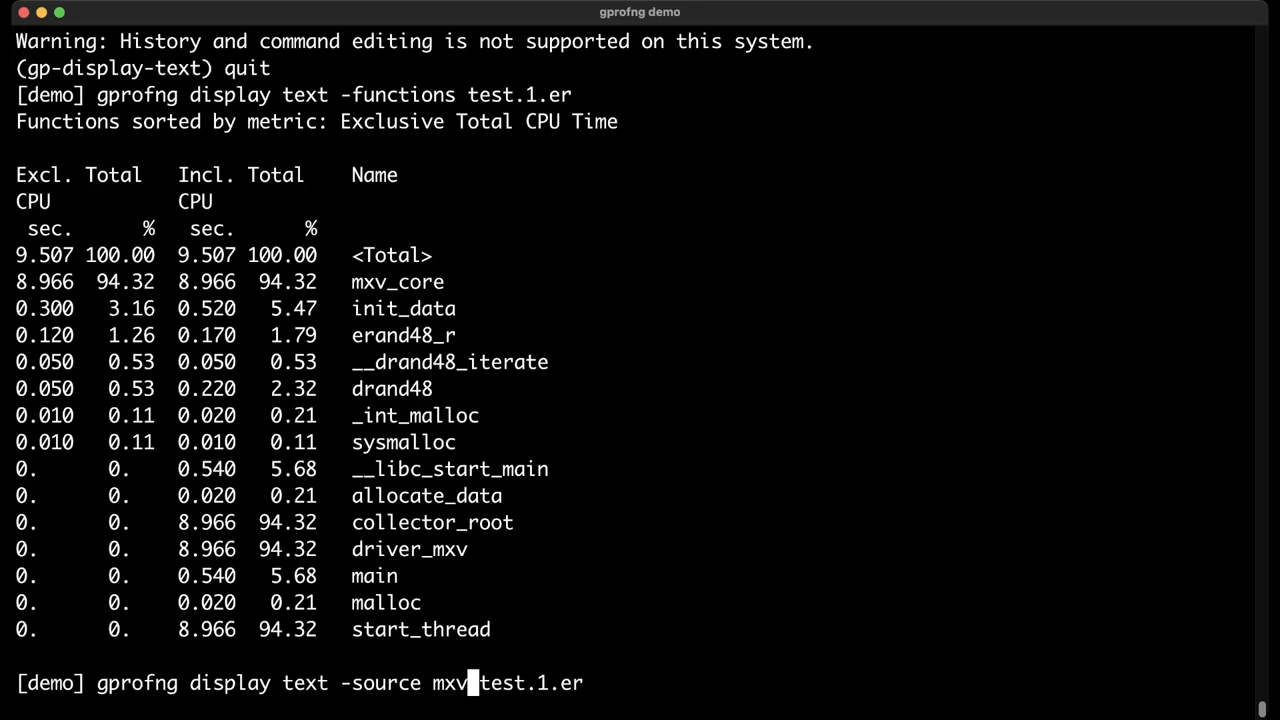 gprofng demo
Warning: History and command editing is not supported on this system.
(gp-display-text) quit
[demo] gprofng display text -functions test.1.er
Functions sorted by metric: Exclusive Total CPU Time
Excl. Total Incl. Total Name
CPU CPU
sec. % sec. %
9.507 100.00 9.507 100.00 <Total>
8.966 94.32 8.966 94.32 mxv_core
0.300 3.16 0.520 5.47 init_data
0.120 1.26 0.170 1.79 erand48_r
0.050 0.53 0.050 0.53 __drand48_iterate
0.050 0.53 0.220 2.32 drand48
0.010 0.11 0.020 0.21 _int_malloc
0.010 0.11 0.010 0.11 sysmalloc
0. 0. 0.540 5.68 __libc_start_main
0. 0. 0.020 0.21 allocate_data
0. 0. 8.966 94.32 collector_root
0. 0. 8.966 94.32 driver_mxv
0. 0. 0.540 5.68 main
0. 0. 0.020 0.21 malloc
0. 0. 8.966 94.32 start_thread
[demo] gprofng display text -source mxv test.1.er